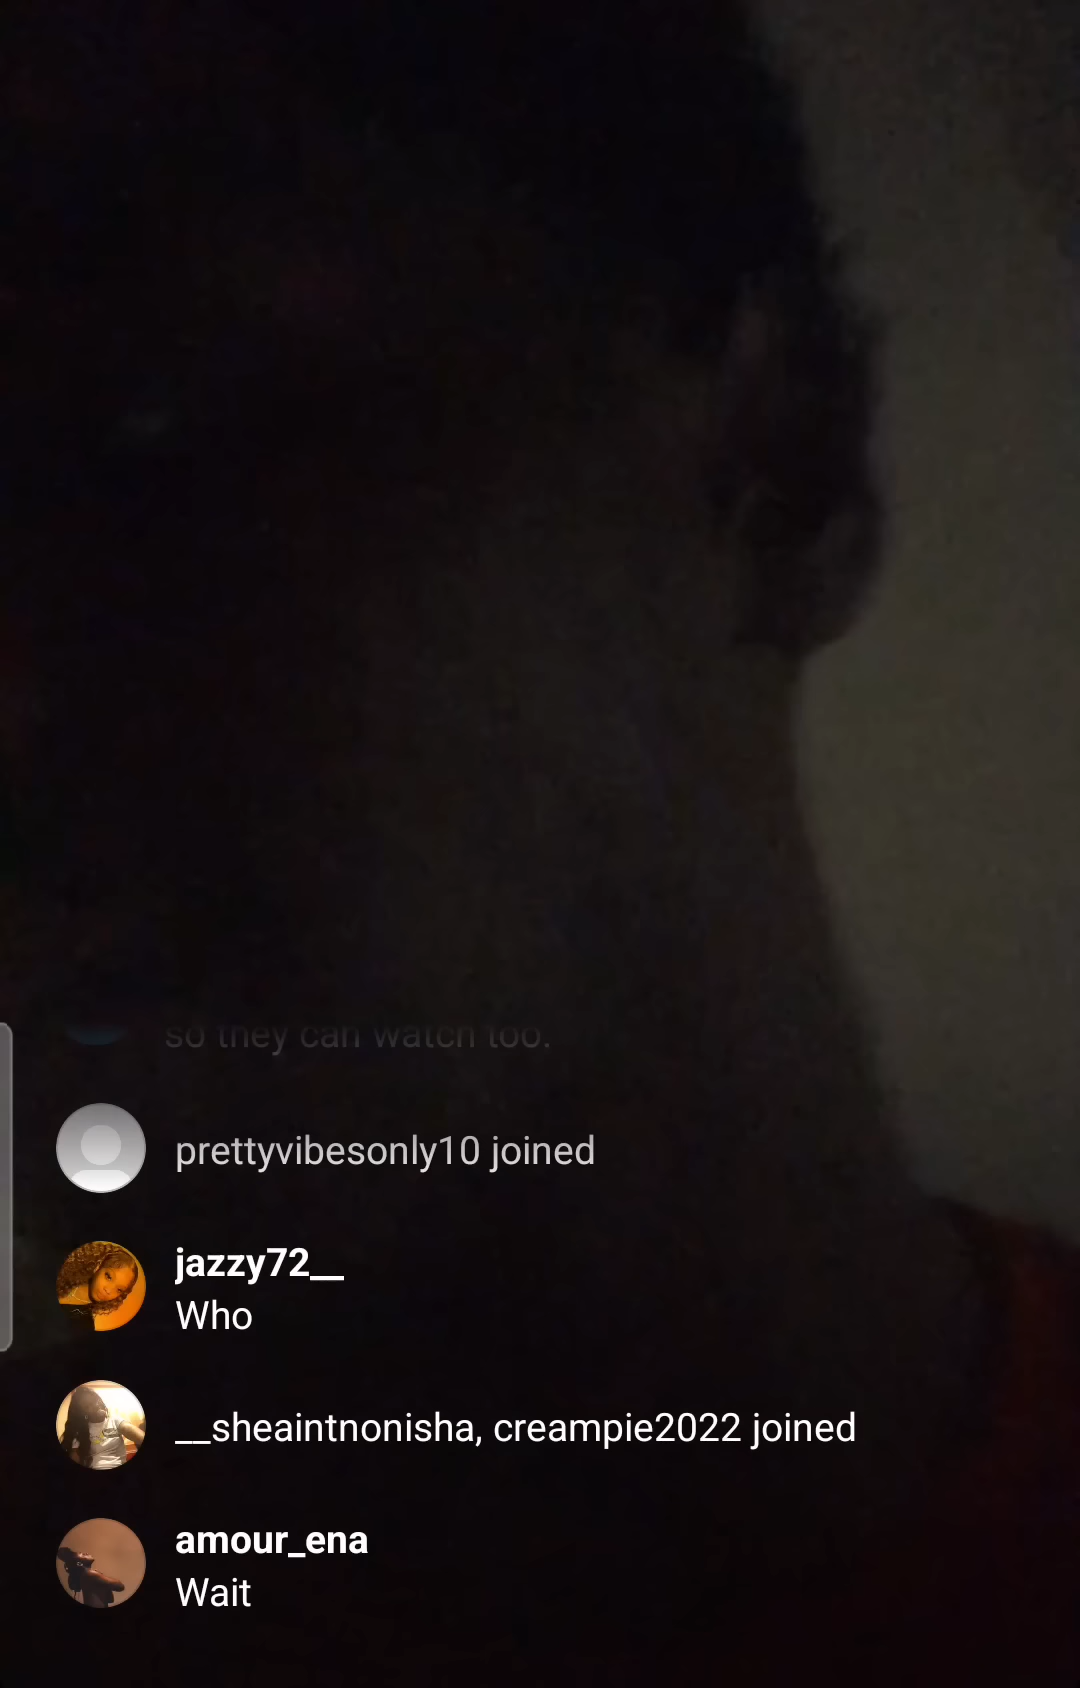 so they can watch too.
prettyvibesonly10 joined
jazzy72__
Who
__sheaintnonisha, creampie2022 joined
amour_ena
Wait